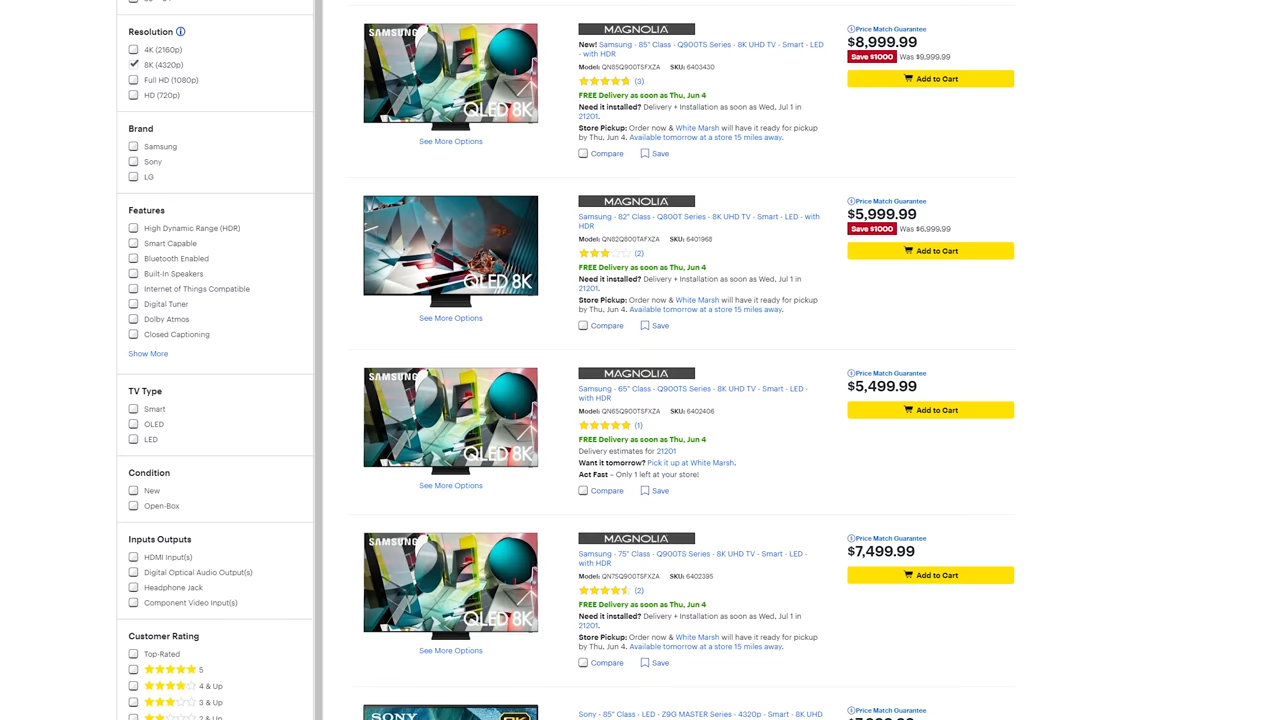 Resolution
4K (2160p)
8K (4320p)
Full HD (1080p)
HD (720p)
Brand
Samsung
Sony
LG
Features
High Dynamic Range (HDR)
Smart Capable
Bluetooth Enabled
Built-In Speakers
Internet of Things Compatible
Digital Tuner
Dolby Atmos
Closed Captioning
Show More
TV Type
Smart
OLED
LED
Condition
New
Open-Box
Inputs Outputs
HDMI Input(s)
Digital Optical Audio Output(s)
Headphone Jack
Component Video Input(s)
Customer Rating
Top-Rated
5
4 & Up
3 & Up
2 & Up
SAMSUNG
QLED 8K
See More Options
MAGNOLIA
New! Samsung - 85" Class - Q900TS Series - 8K UHD TV - Smart - LED
- with HDR
Model: QN85Q900TSFXZA SKU: 6403430
(3)
FREE Delivery as soon as Thu, Jun 4
Need it installed? Delivery + Installation as soon as Wed, Jul 1 in
21201.
Store Pickup: Order now & White Marsh will have it ready for pickup
by Thu, Jun 4. Available tomorrow at a store 15 miles away.
Compare Save
Price Match Guarantee
$8,999.99
Save $1000 Was $9,999.99
Add to Cart
QLED 8K
See More Options
MAGNOLIA
Samsung - 82" Class - Q800T Series - 8K UHD TV - Smart - LED - with
HDR
Model: QN82Q800TAFXZA SKU: 6401968
(2)
FREE Delivery as soon as Thu, Jun 4
Need it installed? Delivery + Installation as soon as Wed, Jul 1 in
21201.
Store Pickup: Order now & White Marsh will have it ready for pickup
by Thu, Jun 4. Available tomorrow at a store 15 miles away.
Compare Save
Price Match Guarantee
$5,999.99
Save $1000 Was $6,999.99
Add to Cart
SAMSUNG
QLED 8K
See More Options
MAGNOLIA
Samsung - 65" Class - Q900TS Series - 8K UHD TV - Smart - LED -
with HDR
Model: QN65Q900TSFXZA SKU: 6402406
(1)
FREE Delivery as soon as Thu, Jun 4
Delivery estimates for 21201
Want it tomorrow? Pick it up at White Marsh.
Act Fast – Only 1 left at your store!
Compare Save
Price Match Guarantee
$5,499.99
Add to Cart
SAMSUNG
QLED 8K
See More Options
MAGNOLIA
Samsung - 75" Class - Q900TS Series - 8K UHD TV - Smart - LED -
with HDR
Model: QN75Q900TSFXZA SKU: 6402395
(2)
FREE Delivery as soon as Thu, Jun 4
Need it installed? Delivery + Installation as soon as Wed, Jul 1 in
21201.
Store Pickup: Order now & White Marsh will have it ready for pickup
by Thu, Jun 4. Available tomorrow at a store 15 miles away.
Compare Save
Price Match Guarantee
$7,499.99
Add to Cart
SONY
Sony - 85" Class - LED - Z9G MASTER Series - 4320p - Smart - 8K UHD
Price Match Guarantee